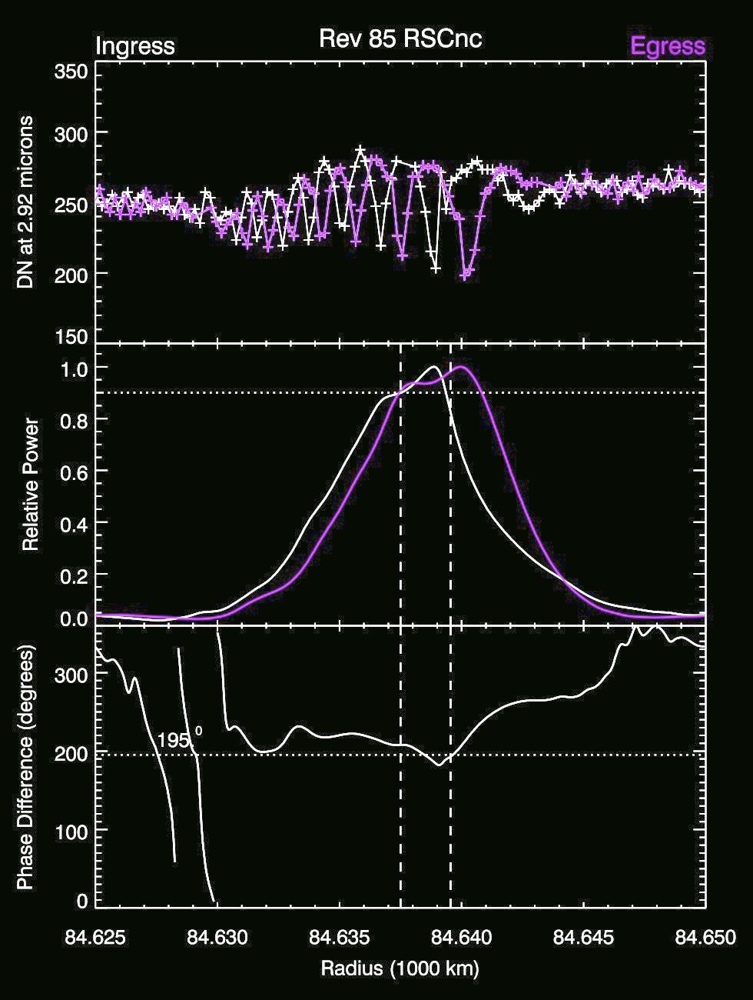 Rev 85 RSCnc
Ingress
Egress
DN at 2.92 microns
350
300
250
200
150
Relative Power
1.0
0.8
0.6
0.4
0.2
0.0
Phase Difference (degrees)
300
200
100
0
195⁰
84.625 84.630 84.635 84.640 84.645 84.650
Radius (1000 km)